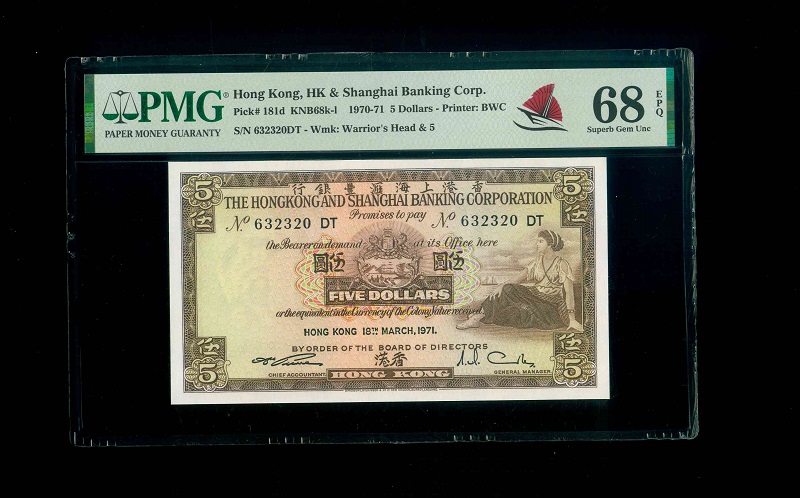 PMG®
PAPER MONEY GUARANTY
Hong Kong, HK & Shanghai Banking Corp.
Pick# 181d KNB68k-l 1970-71 5 Dollars - Printer: BWC
S/N 632320DT - Wmk: Warrior's Head & 5
68 EPQ
Superb Gem Unc
5 5
伍 伍
行銀豐滙海上港香
THE HONGKONG AND SHANGHAI BANKING CORPORATION
Promises to pay
No 632320 DT No 632320 DT
the Bearer on demand at its Office here
圓 伍 圓 伍
FIVE DOLLARS
or the equivalent in the Currency of the Colony value received
HONG KONG 18TH MARCH, 1971.
BY ORDER OF THE BOARD OF DIRECTORS
伍 港香 伍
5 5
CHIEF ACCOUNTANT. HONG KONG GENERAL MANAGER.